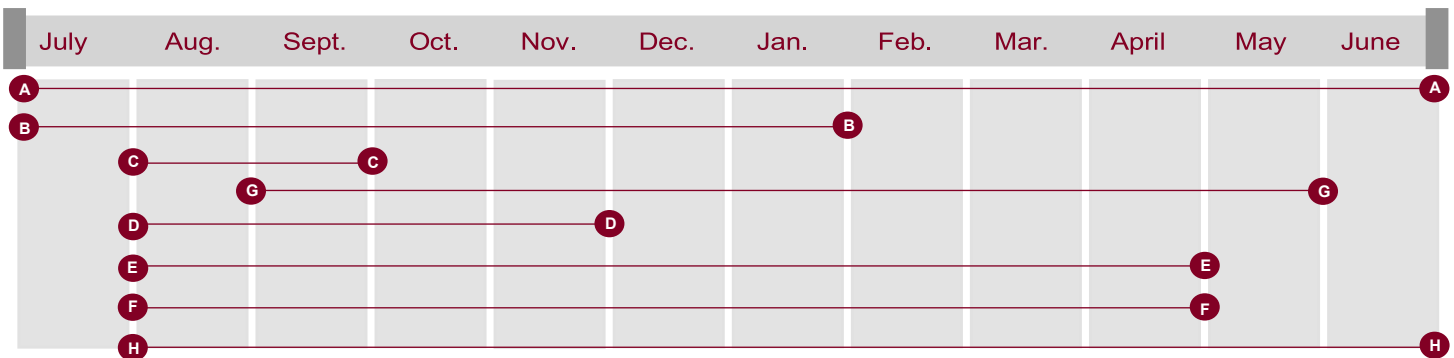 July Aug. Sept. Oct. Nov. Dec. Jan. Feb. Mar. April May June
A A
B B
C C
G G
D D
E E
F F
H H